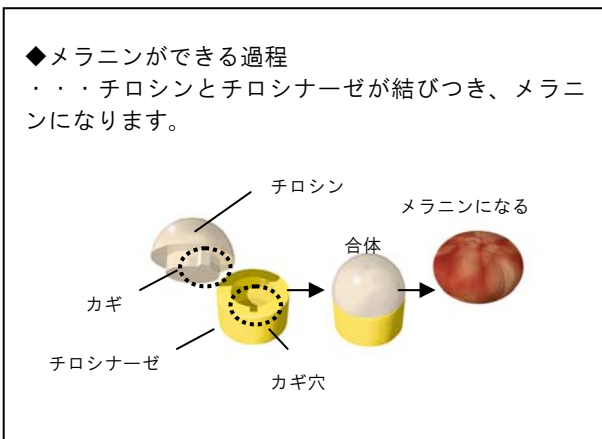 ◆メラニンができる過程
・・・チロシンとチロシナーゼが結びつき、メラニ
ンになります。
チロシン
メラニンになる
合体
カギ
チロシナーゼ
カギ穴